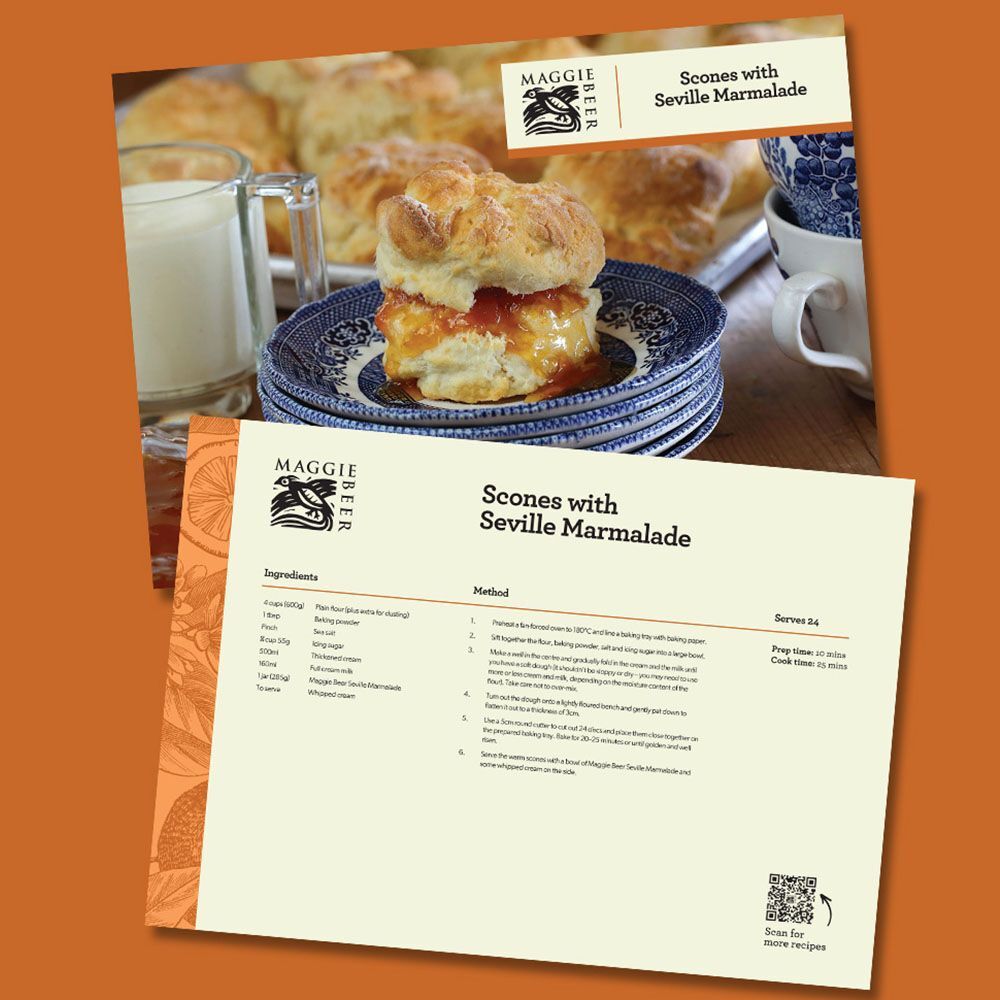 MAGGIE
BEER
Scones with
Seville Marmalade
MAGGIE
BEER
Scones with
Seville Marmalade
Ingredients
4 cups (600g) Plain flour (plus extra for dusting)
1 tbsp Baking powder
Pinch Sea salt
Icing sugar
500ml Thickened cream
160ml Full cream milk
1 jar (285g) Maggie Beer Seville Marmalade
To serve Whipped cream
Method
1. Preheat a fan-forced oven to 180°C and line a baking tray with baking paper.
2. Sift together the flour, baking powder, salt and icing sugar into a large bowl.
3. Make a well in the centre and gradually fold in the cream and the milk until
you have a soft dough (it shouldn't be sloppy or dry – you may need to use
more or less cream and milk, depending on the moisture content of the
flour). Take care not to over-mix.
4. Turn out the dough onto a lightly floured bench and gently pat down to
flatten it out to a thickness of 3cm.
5. Use a 5cm round cutter to cut out 24 discs and place them close together on
the prepared baking tray. Bake for 20–25 minutes or until golden and well
risen.
6. Serve the warm scones with a bowl of Maggie Beer Seville Marmalade and
some whipped cream on the side.
Serves 24
Prep time: 10 mins
Cook time: 25 mins
Scan for
more recipes